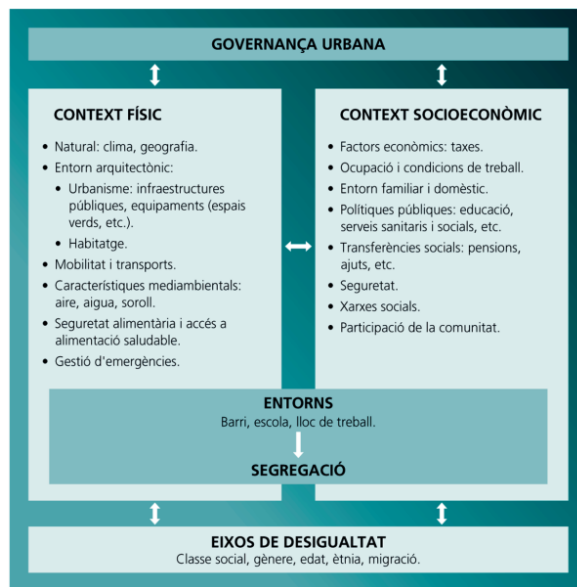 GOVERNANÇA URBANA
CONTEXT FÍSIC
• Natural: clima, geografia.
• Entorn arquitectònic:
• Urbanisme: infraestructures
públiques, equipaments (espais
verds, etc.).
• Habitatge.
• Mobilitat i transports.
• Característiques mediambientals:
aire, aigua, soroll.
• Seguretat alimentària i accés a
alimentació saludable.
• Gestió d'emergències.
CONTEXT SOCIOECONÒMIC
• Factors econòmics: taxes.
• Ocupació i condicions de treball.
• Entorn familiar i domèstic.
• Polítiques públiques: educació,
serveis sanitaris i socials, etc.
• Transferències socials: pensions,
ajuts, etc.
• Seguretat.
• Xarxes socials.
• Participació de la comunitat.
ENTORNS
Barri, escola, lloc de treball.
SEGREGACIÓ
EIXOS DE DESIGUALTAT
Classe social, gènere, edat, ètnia, migració.